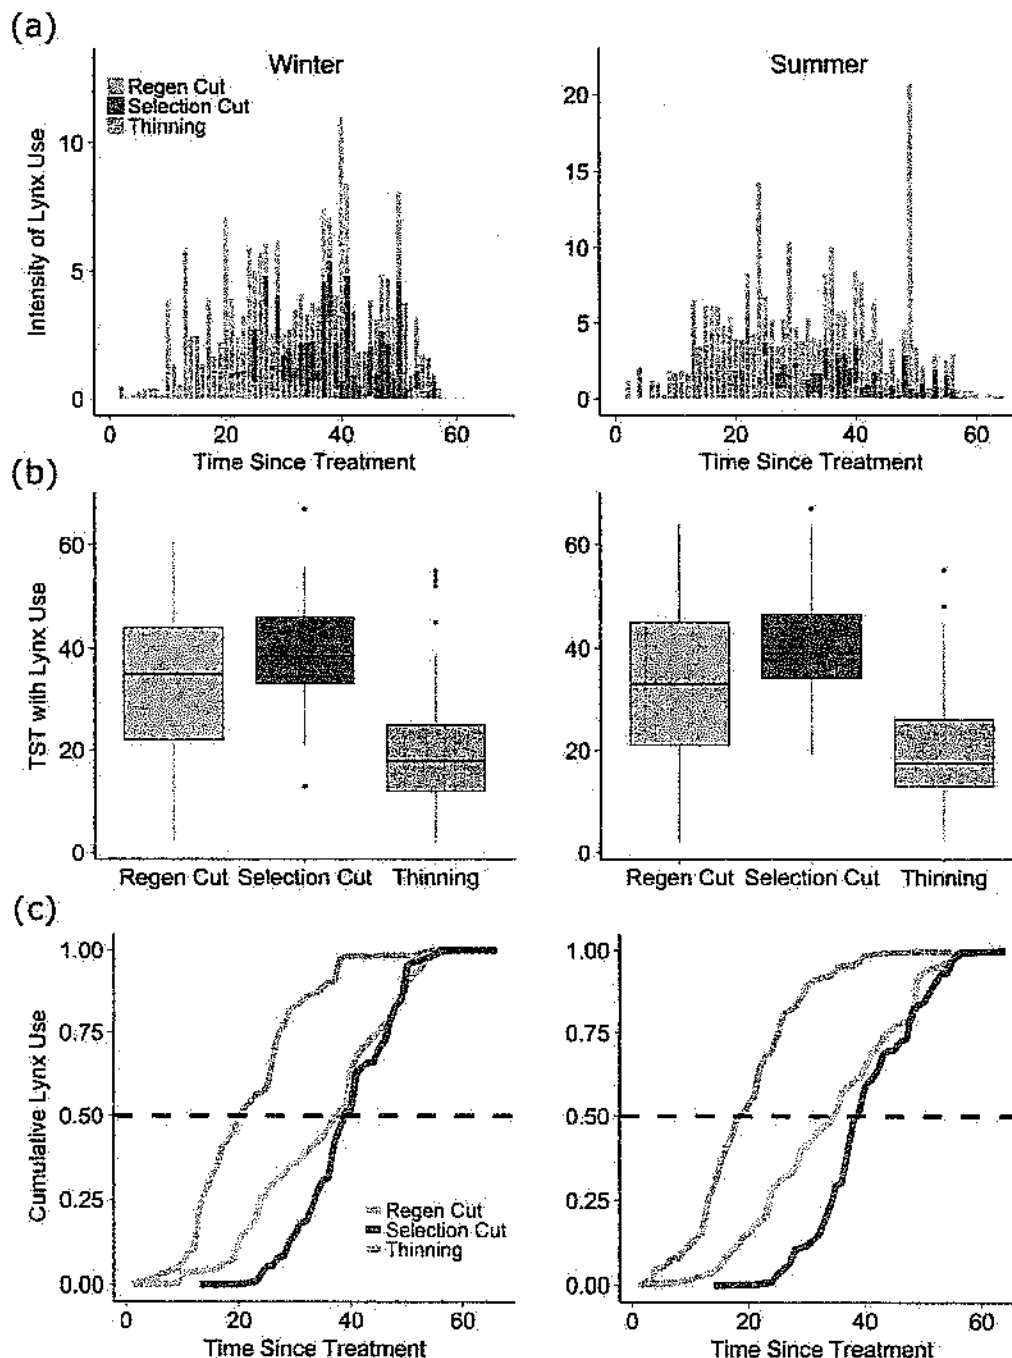 (a)
Winter
Summer
Regen Cut
Selection Cut
Thinning
Intensity of Lynx Use
10
5
0
20
15
10
5
0
0 20 40 60
0 20 40 60
Time Since Treatment
Time Since Treatment
(b)
TST with Lynx Use
60
40
20
0
60
40
20
0
Regen Cut Selection Cut Thinning
Regen Cut Selection Cut Thinning
(c)
Cumulative Lynx Use
1.00
0.75
0.50
0.25
0.00
1.00
0.75
0.50
0.25
0.00
Regen Cut
Selection Cut
Thinning
0 20 40 60
0 20 40 60
Time Since Treatment
Time Since Treatment